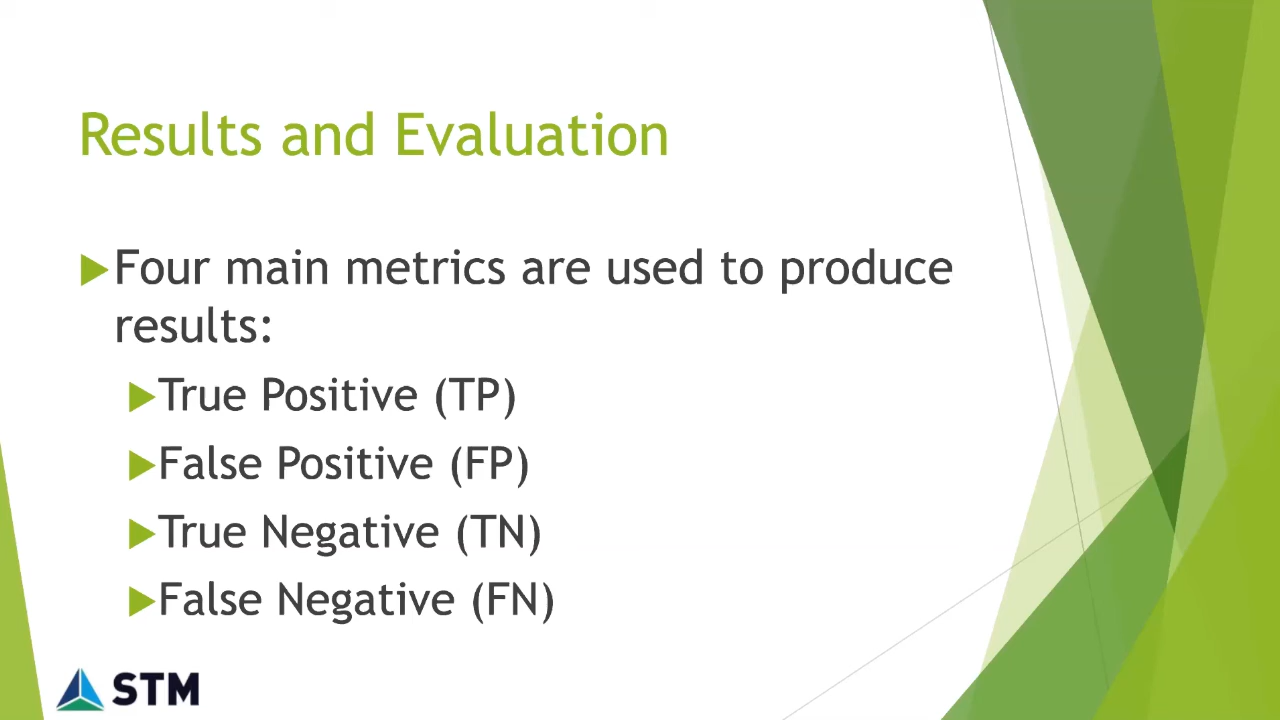 Results and Evaluation
Four main metrics are used to produce
results:
True Positive (TP)
False Positive (FP)
True Negative (TN)
False Negative (FN)
STM